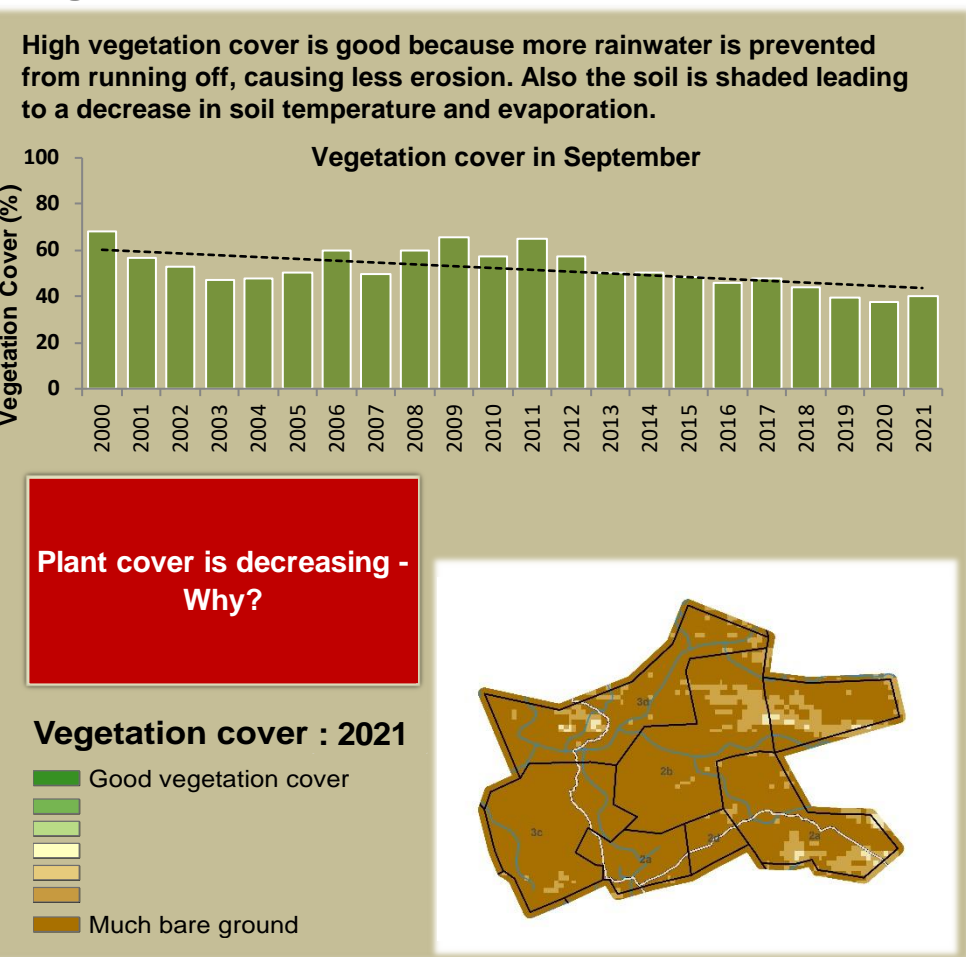 High vegetation cover is good because more rainwater is prevented
from running off, causing less erosion. Also the soil is shaded leading
to a decrease in soil temperature and evaporation.
Vegetation cover in September
Vegetation Cover (%)
100
80
60
40
20
0
2000
2001
2002
2003
2004
2005
2006
2007
2008
2009
2010
2011
2012
2013
2014
2015
2016
2017
2018
2019
2020
2021
Plant cover is decreasing -
Why?
Vegetation cover : 2021
Good vegetation cover
Much bare ground
3d
2b
3c
2a
2d
2a